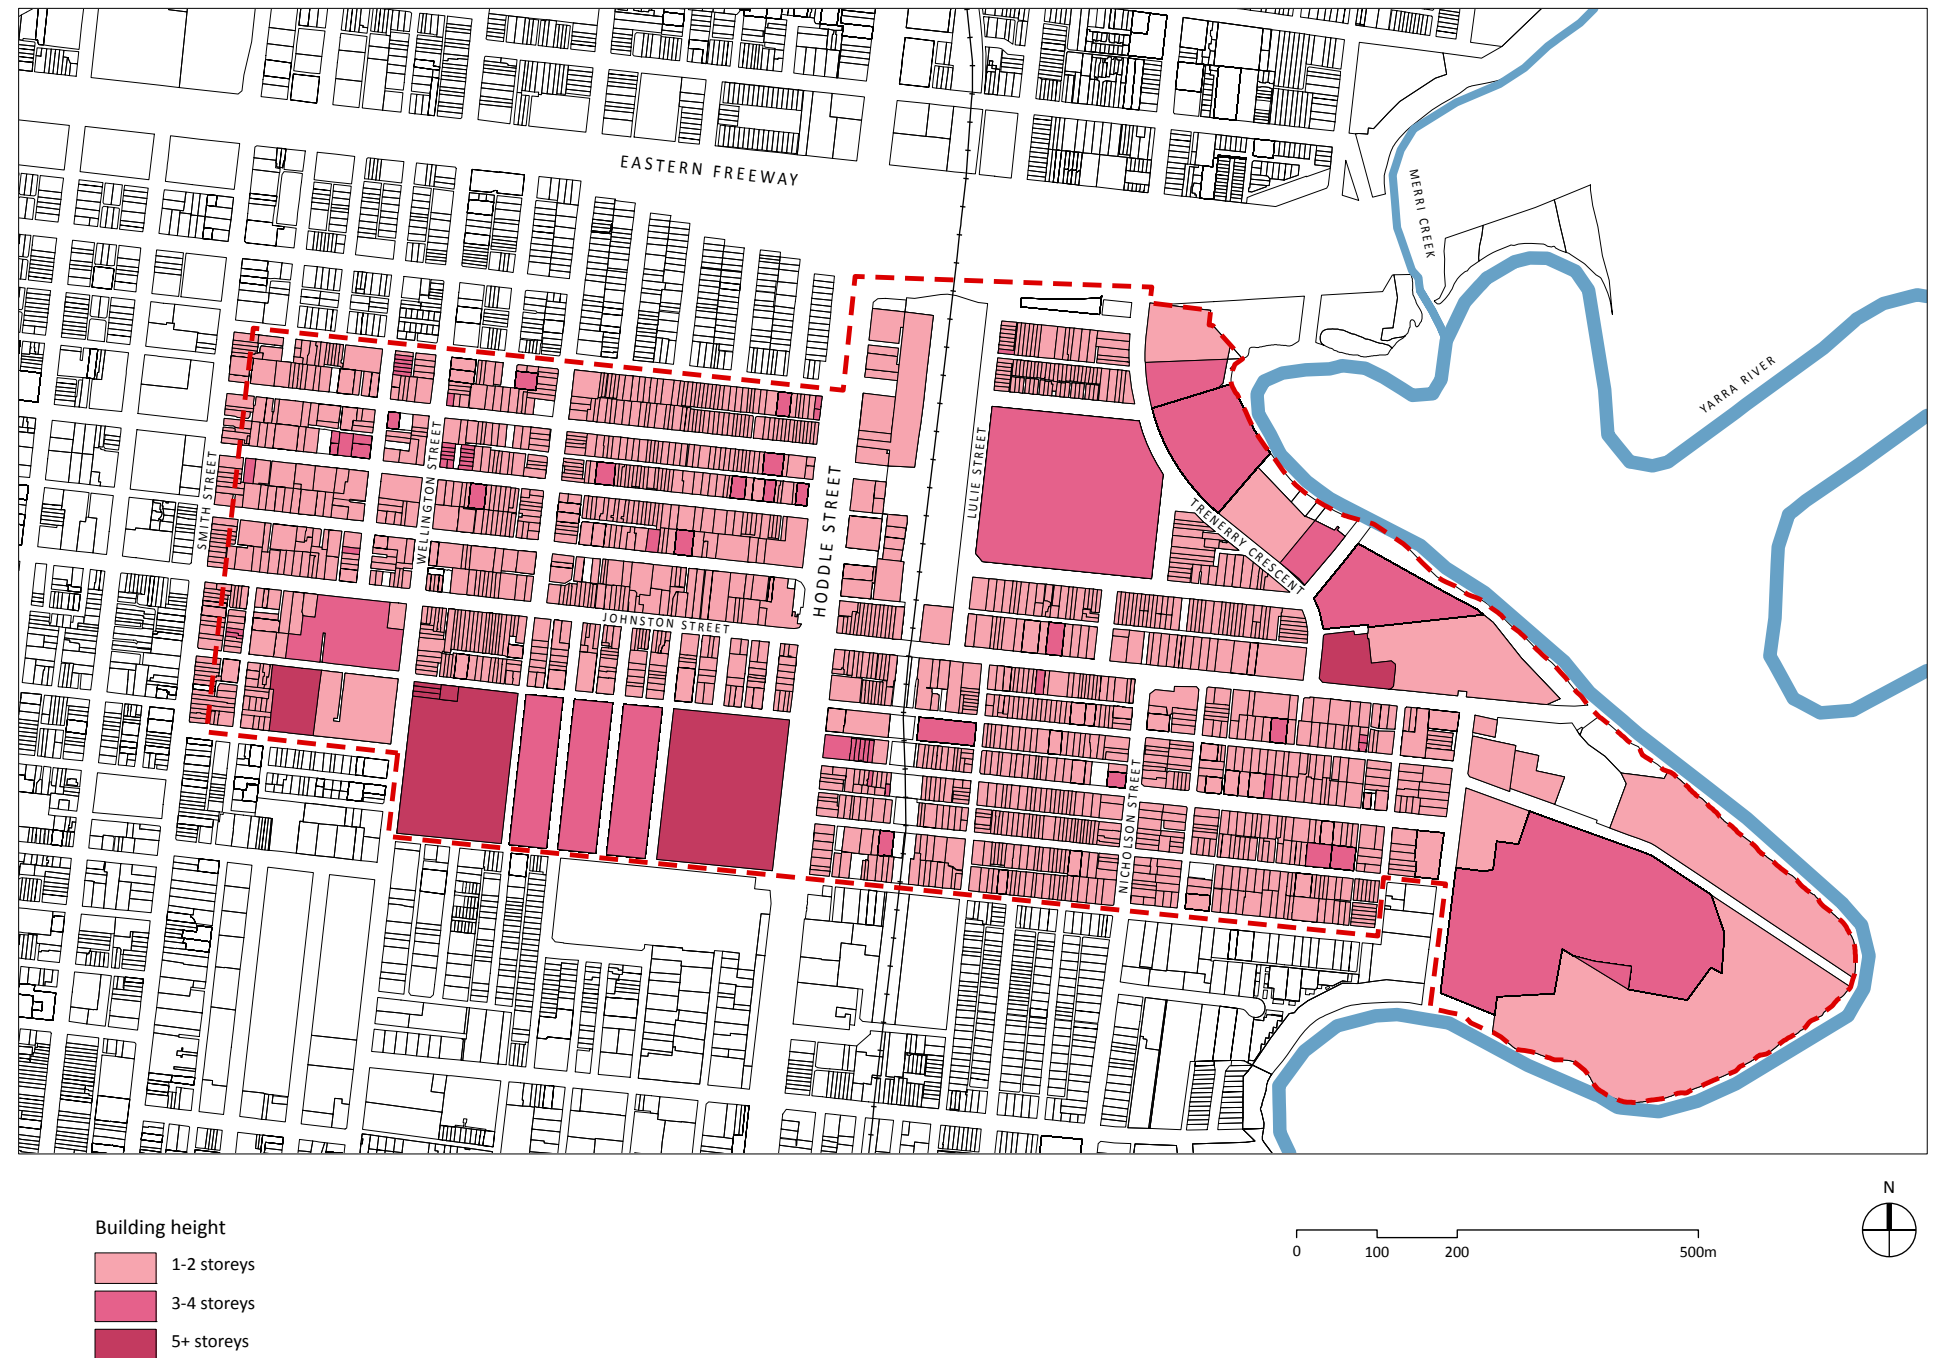 EASTERN FREEWAY
MERRI CREEK
YARRA RIVER
SMITH STREET
WELLINGTON STREET
HODDLE STREET
LULIE STREET
TRENERRY CRESCENT
JOHNSTON STREET
NICHOLSON STREET
N
Building height
1-2 storeys
3-4 storeys
5+ storeys
0 100 200 500m